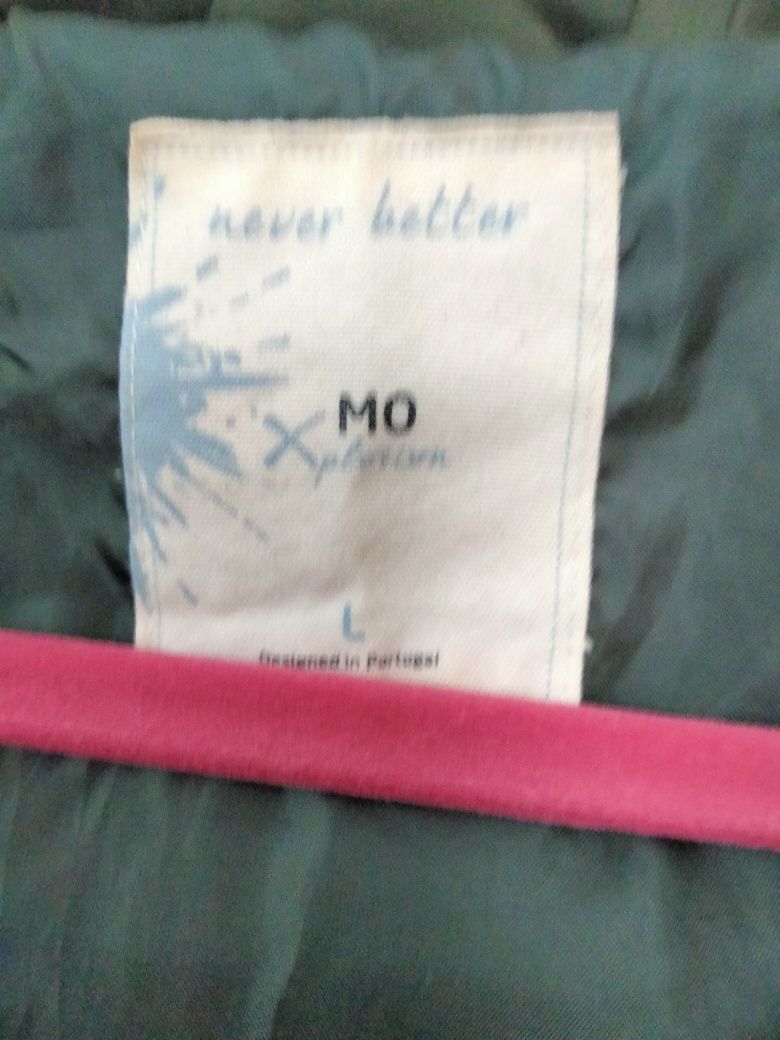 never better
MO
Xplosion
L
Designed in Portugal